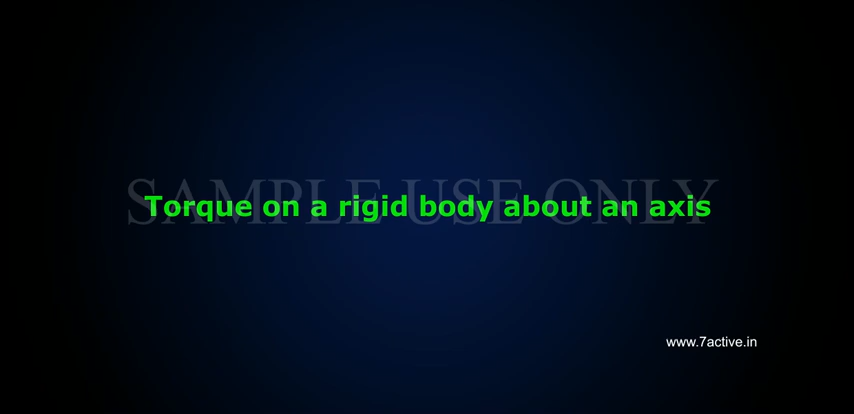 SAMPLE USE ONLY
Torque on a rigid body about an axis
www.7active.in